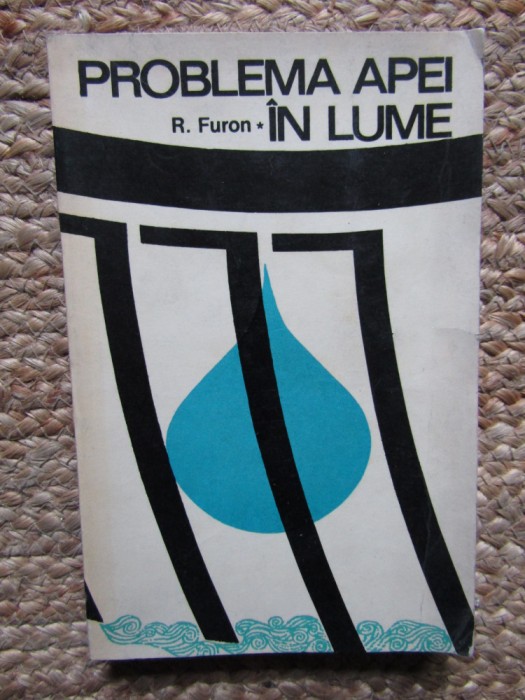 PROBLEMA APEI
R. Furon * ÎN LUME